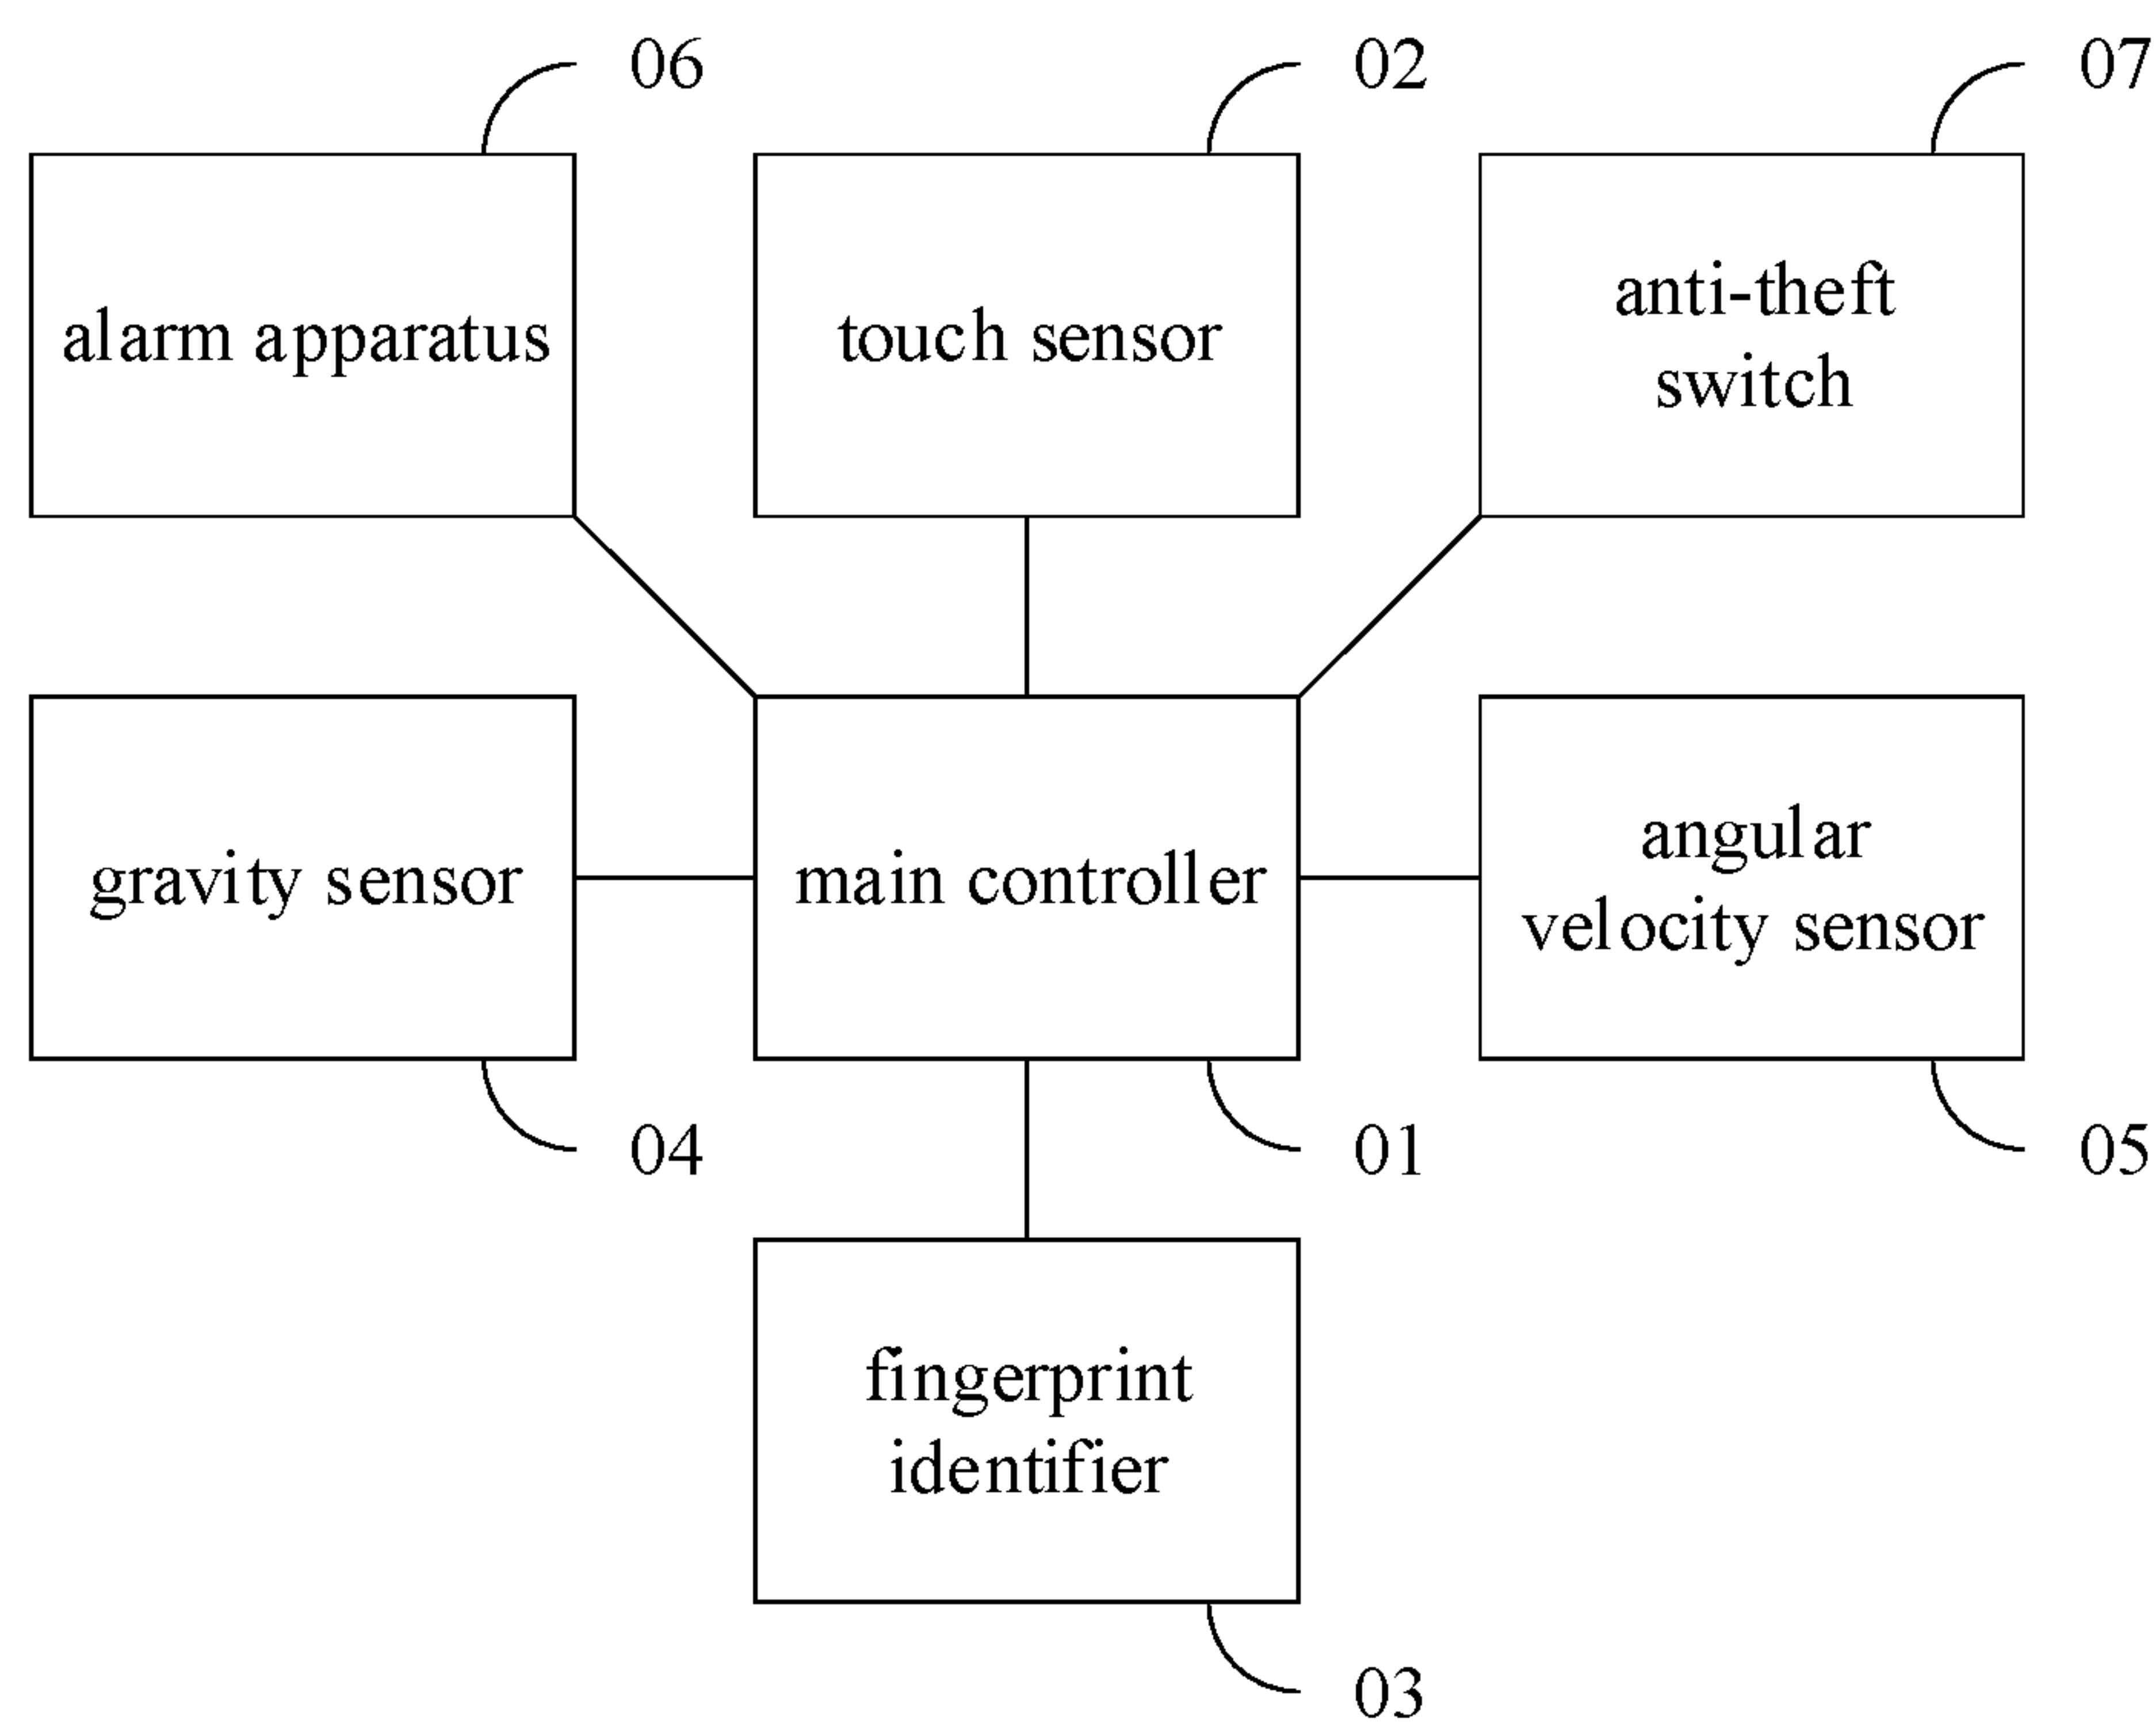 06
02
07
alarm apparatus
touch sensor
anti-theft
switch
gravity sensor
main controller
angular
velocity sensor
04
01
05
fingerprint
identifier
03